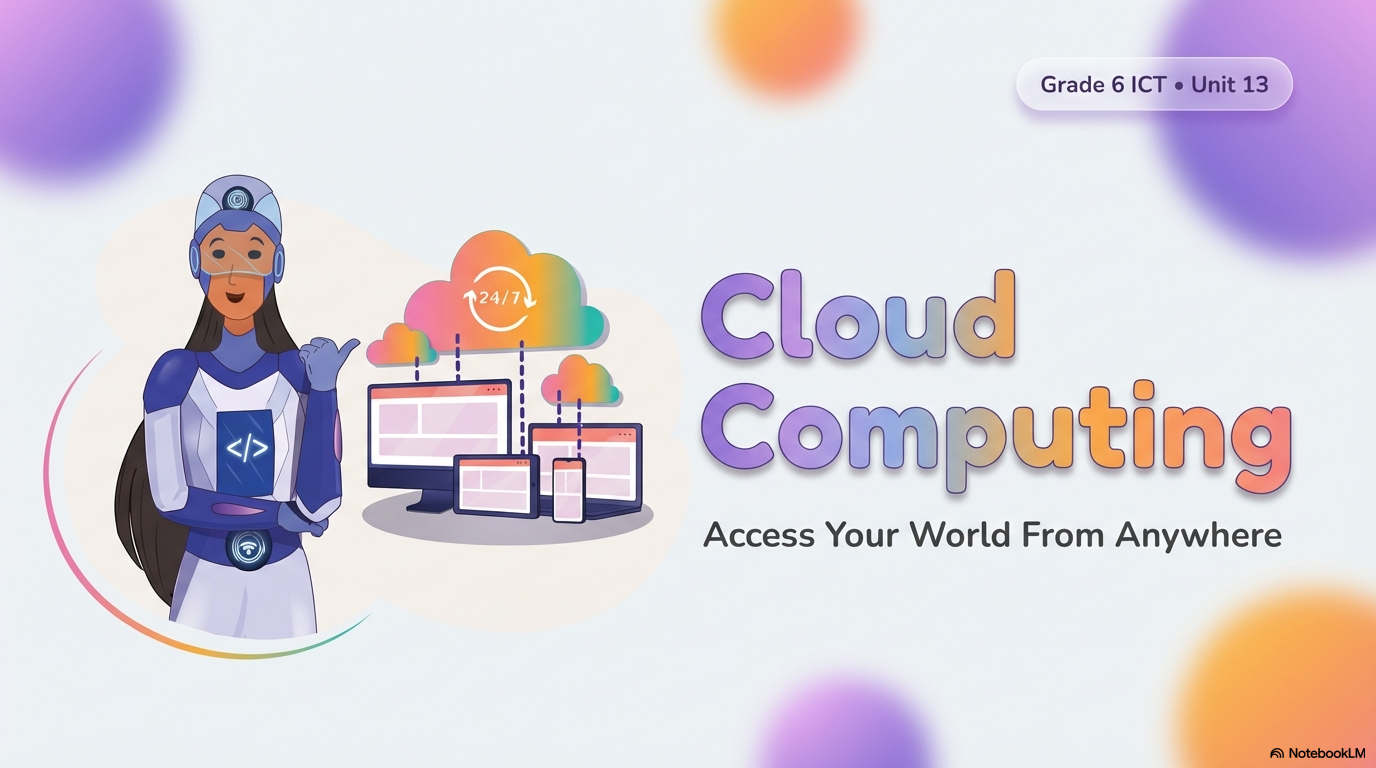 Grade 6 ICT • Unit 13
24/7
</>
Cloud
Computing
Access Your World From Anywhere
NotebookLM